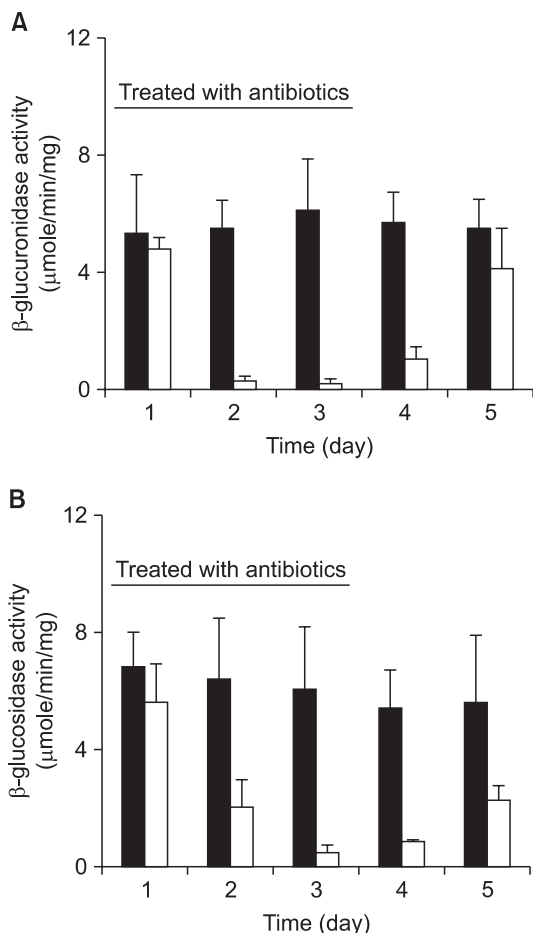 A
12
Treated with antibiotics
8
4
0
β-glucuronidase activity
(μmole/min/mg)
1 2 3 4 5
Time (day)
B
12
Treated with antibiotics
8
4
0
β-glucosidase activity
(μmole/min/mg)
1 2 3 4 5
Time (day)